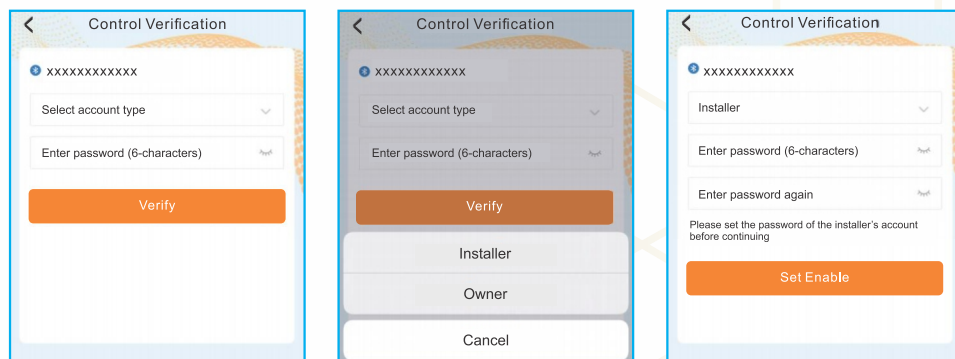 Control Verification
xxxxxxxxxxxx
Select account type
Enter password (6-characters)
Verify
Control Verification
xxxxxxxxxxxx
Select account type
Enter password (6-characters)
Verify
Installer
Owner
Cancel
Control Verification
xxxxxxxxxxxx
Installer
Enter password (6-characters)
Enter password again
Please set the password of the installer's account
before continuing
Set Enable